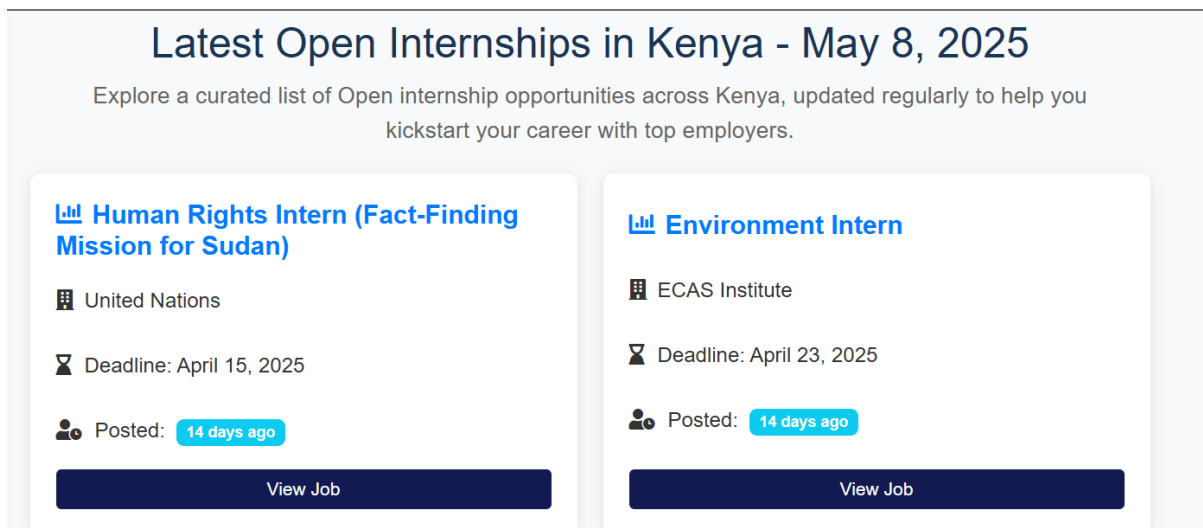 Latest Open Internships in Kenya - May 8, 2025
Explore a curated list of Open internship opportunities across Kenya, updated regularly to help you
kickstart your career with top employers.
Human Rights Intern (Fact-Finding
Mission for Sudan)
United Nations
Deadline: April 15, 2025
Posted: 14 days ago
View Job
Environment Intern
ECAS Institute
Deadline: April 23, 2025
Posted: 14 days ago
View Job